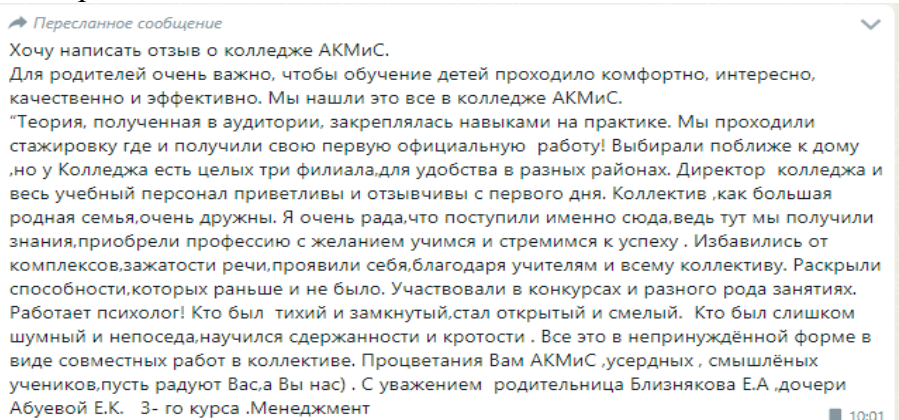 Пересланное сообщение
Хочу написать отзыв о колледже АКМиС.
Для родителей очень важно, чтобы обучение детей проходило комфортно, интересно,
качественно и эффективно. Мы нашли это все в колледже АКМиС.
"Теория, полученная в аудитории, закреплялась навыками на практике. Мы проходили
стажировку где и получили свою первую официальную  работу! Выбирали поближе к дому
,но у Колледжа есть целых три филиала,для удобства в разных районах. Директор  колледжа и
весь учебный персонал приветливы и отзывчивы с первого дня. Коллектив ,как большая
родная семья,очень дружны. Я очень рада,что поступили именно сюда,ведь тут мы получили
знания,приобрели профессию с желанием учимся и стремимся к успеху . Избавились от
комплексов,зажатости речи,проявили себя,благодаря учителям и всему коллективу. Раскрыли
способности,которых раньше и не было. Участвовали в конкурсах и разного рода занятиях.
Работает психолог! Кто был  тихий и замкнутый,стал открытый и смелый.  Кто был слишком
шумный и непоседа,научился сдержанности и кротости . Все это в непринуждённой форме в
виде совместных работ в коллективе. Процветания Вам АКМиС ,усердных , смышлёных
учеников,пусть радуют Вас,а Вы нас) . С уважением  родительница Близнякова Е.А ,дочери
Абуевой Е.К.   3- го курса .Менеджмент
10:01